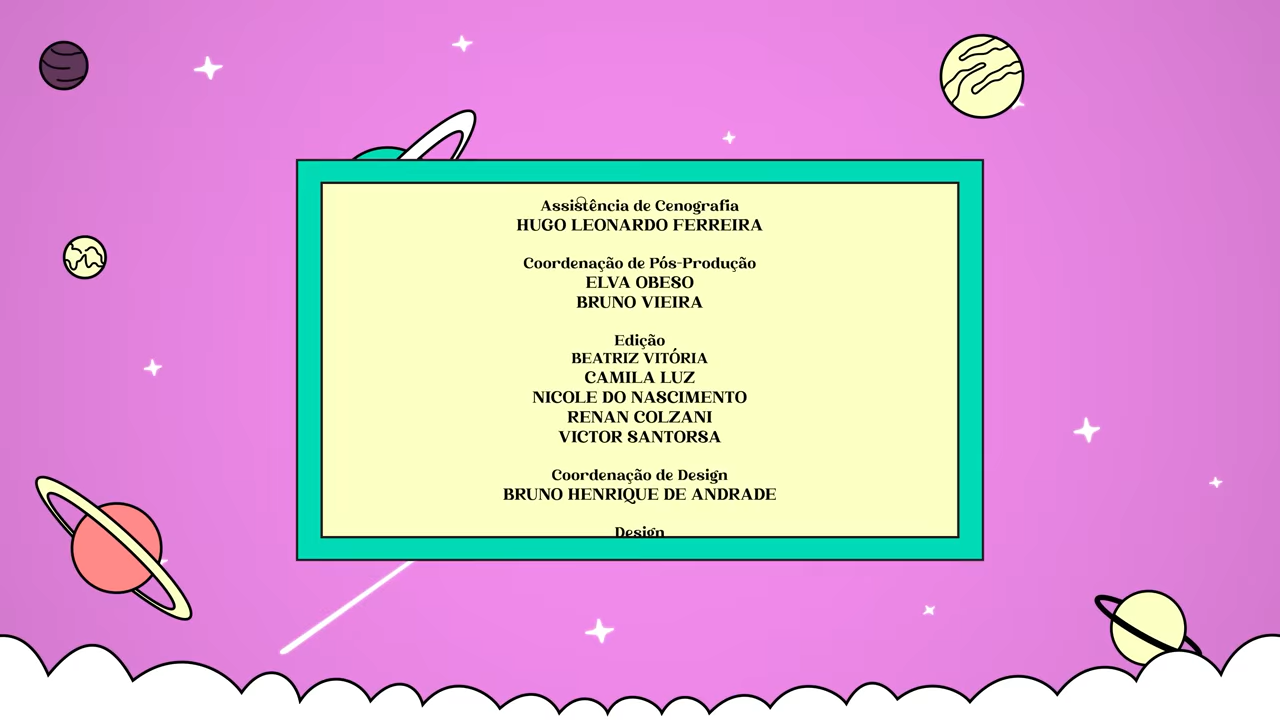 Assistência de Cenografia
HUGO LEONARDO FERREIRA
Coordenação de Pós-Produção
ELVA OBESO
BRUNO VIEIRA
Edição
BEATRIZ VITÓRIA
CAMILA LUZ
NICOLE DO NASCIMENTO
RENAN COLZANI
VICTOR SANTORSA
Coordenação de Design
BRUNO HENRIQUE DE ANDRADE
Design